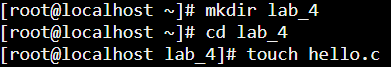 [root@localhost ~]# mkdir lab_4
[root@localhost ~]# cd lab_4
[root@localhost lab_4]# touch hello.c